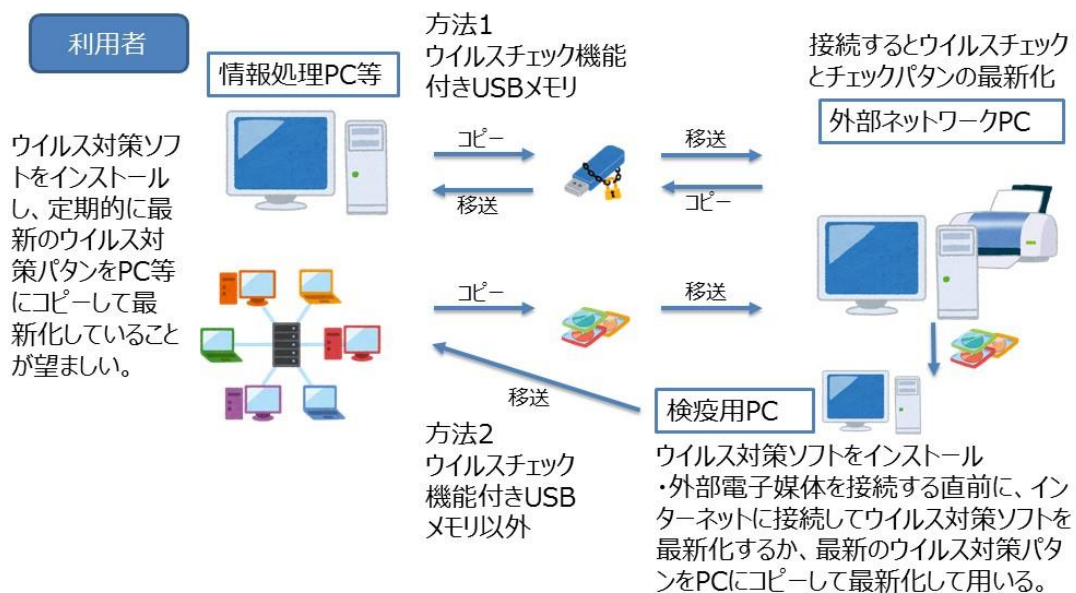 利用者
情報処理PC等
ウイルス対策ソフ
トをインストール
し、定期的に最
新のウイルス対
策パタンをPC等
にコピーして最
新化していること
が望ましい。
方法1
ウイルスチェック機能
付きUSBメモリ
コピー
移送
移送
コピー
接続するとウイルスチェック
とチェックパタンの最新化
外部ネットワークPC
コピー
移送
移送
方法2
ウイルスチェック
機能付きUSB
メモリ以外
検疫用PC
ウイルス対策ソフトをインストール
・外部電子媒体を接続する直前に、イン
ターネットに接続してウイルス対策ソフトを
最新化するか、最新のウイルス対策パタ
ンをPCにコピーして最新化して用いる。